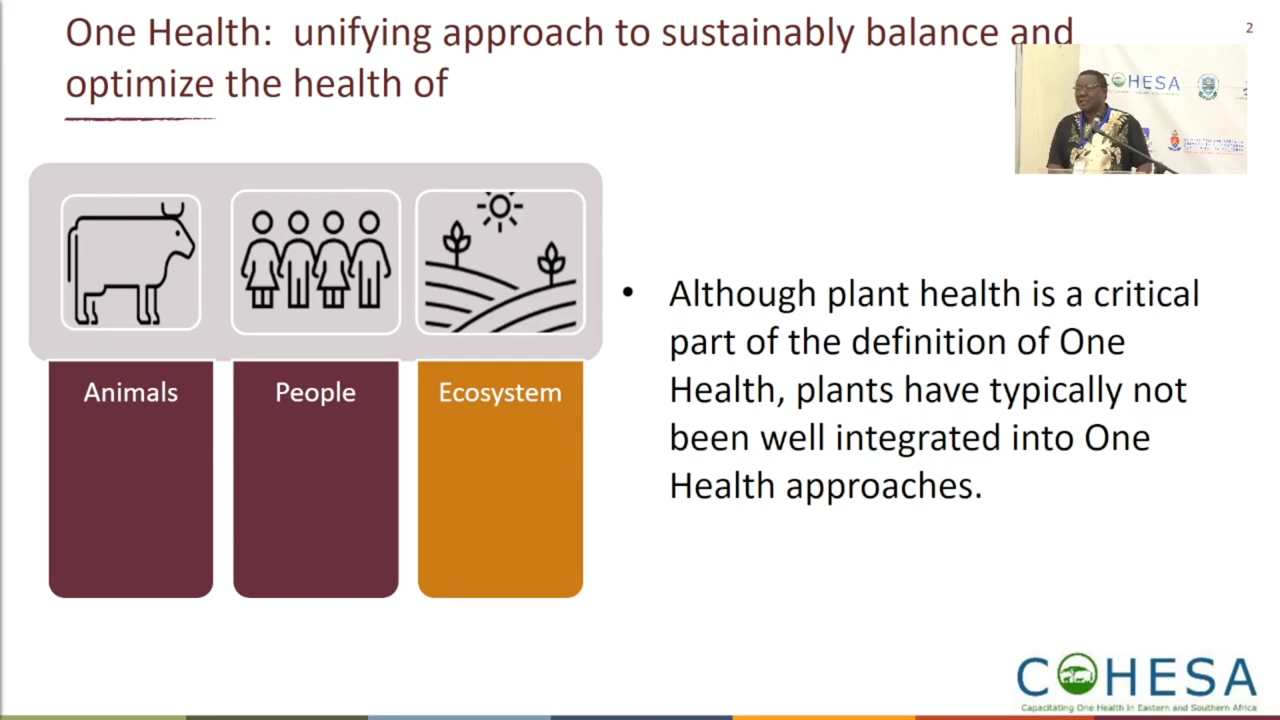 One Health:  unifying approach to sustainably balance and
optimize the health of
2
COHESA
Animals
People
Ecosystem
• Although plant health is a critical
part of the definition of One
Health, plants have typically not
been well integrated into One
Health approaches.
COHESA
Capacitating One Health in Eastern and Southern Africa